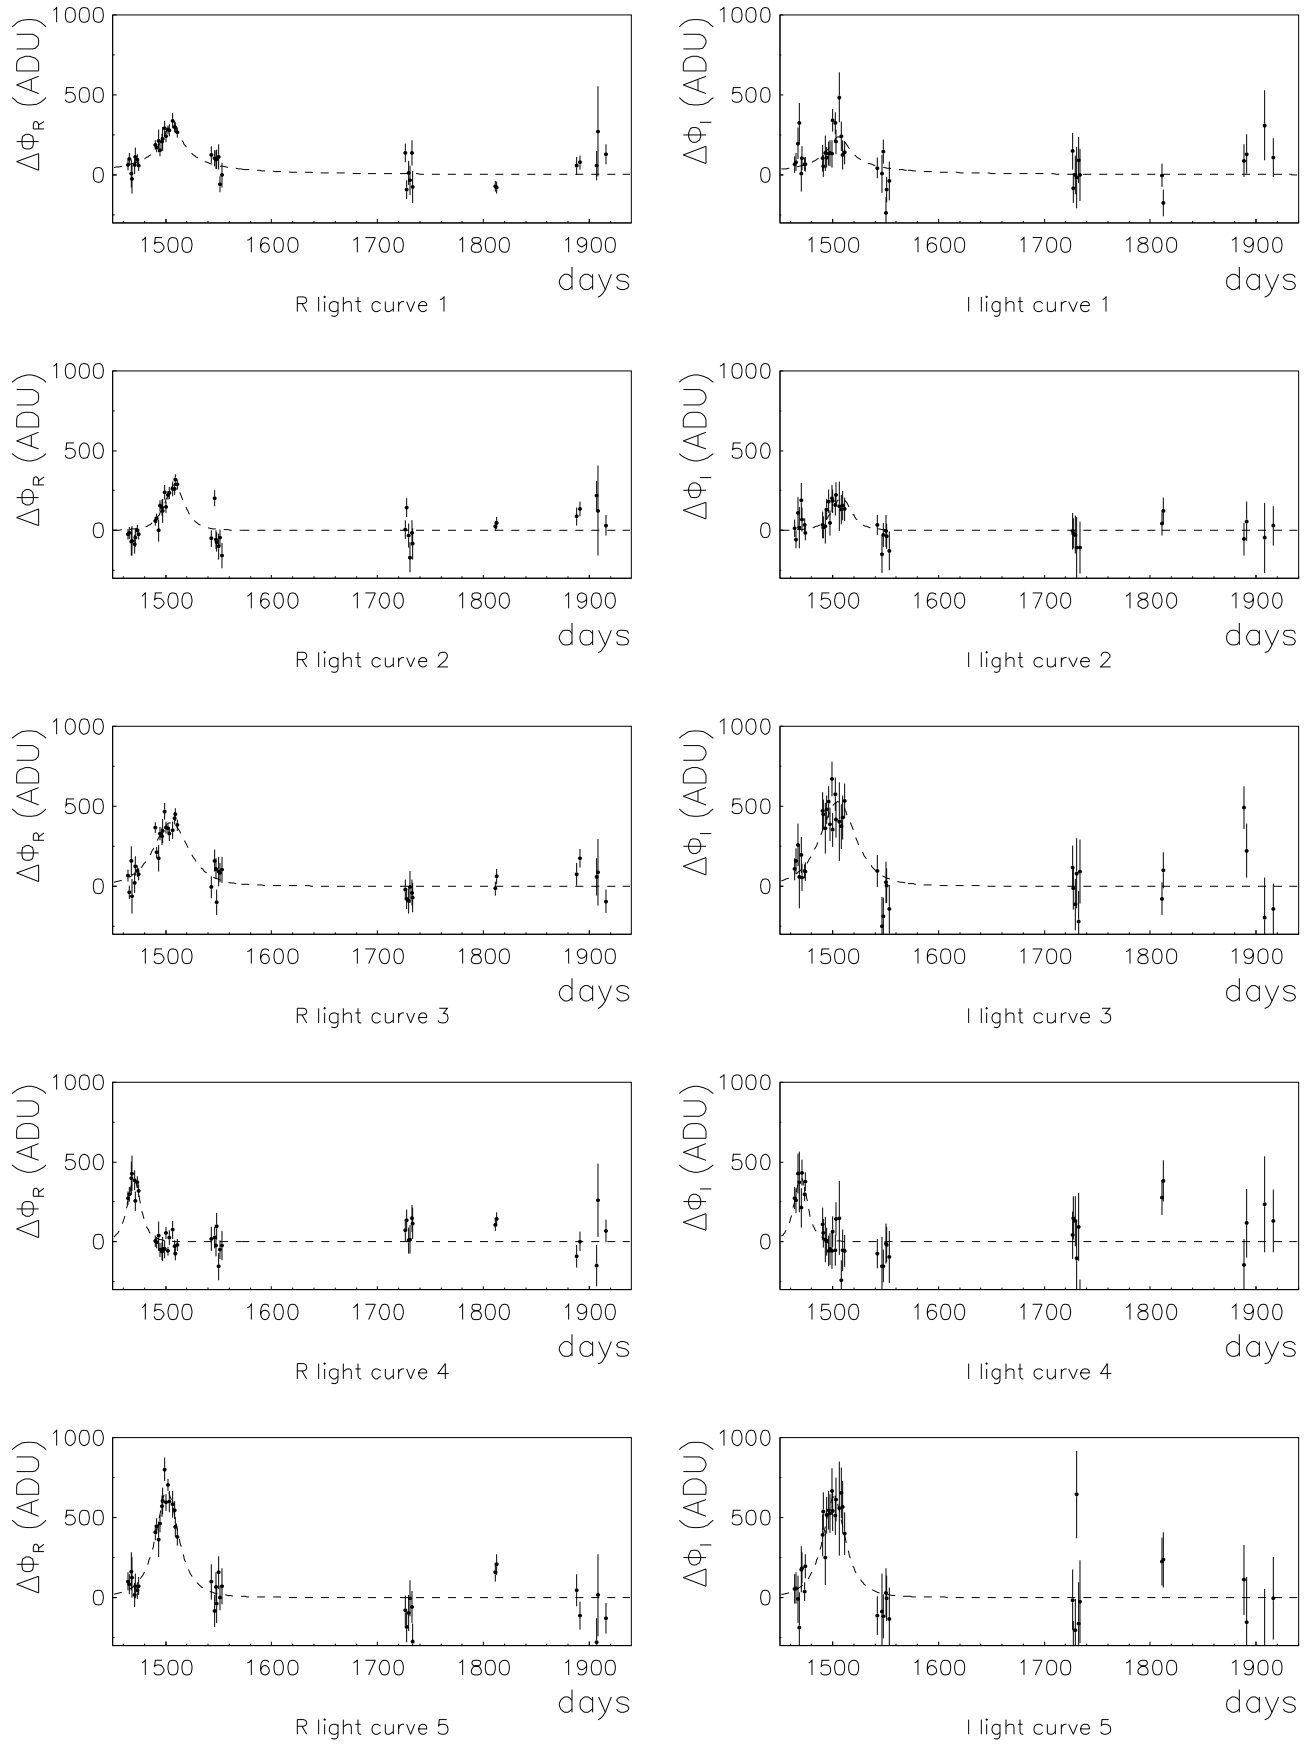 ΔΦR (ADU) 1000 ΔΦI (ADU) 1000
500 500
0 0
1500 1600 1700 1800 1900 1500 1600 1700 1800 1900
days days
R light curve 1 I light curve 1
ΔΦR (ADU) 1000 ΔΦI (ADU) 1000
500 500
0 0
1500 1600 1700 1800 1900 1500 1600 1700 1800 1900
days days
R light curve 2 I light curve 2
ΔΦR (ADU) 1000 ΔΦI (ADU) 1000
500 500
0 0
1500 1600 1700 1800 1900 1500 1600 1700 1800 1900
days days
R light curve 3 I light curve 3
ΔΦR (ADU) 1000 ΔΦI (ADU) 1000
500 500
0 0
1500 1600 1700 1800 1900 1500 1600 1700 1800 1900
days days
R light curve 4 I light curve 4
ΔΦR (ADU) 1000 ΔΦI (ADU) 1000
500 500
0 0
1500 1600 1700 1800 1900 1500 1600 1700 1800 1900
days days
R light curve 5 I light curve 5